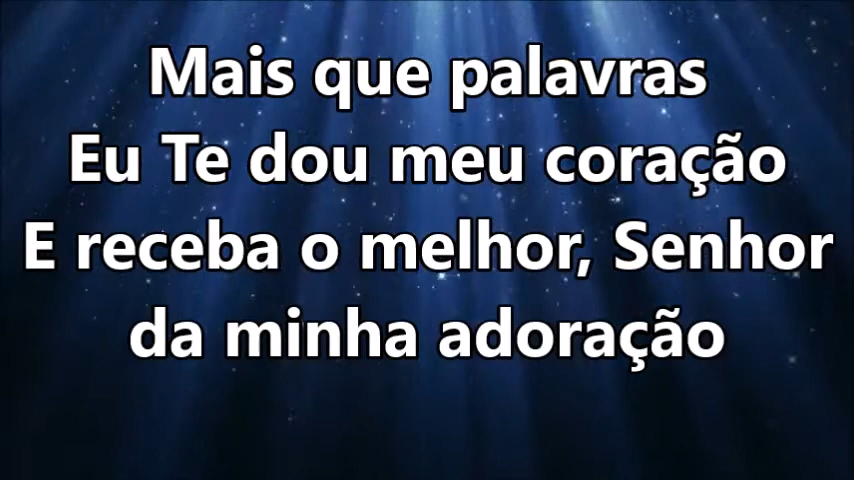 Mais que palavras
Eu Te dou meu coração
E receba o melhor, Senhor
da minha adoração